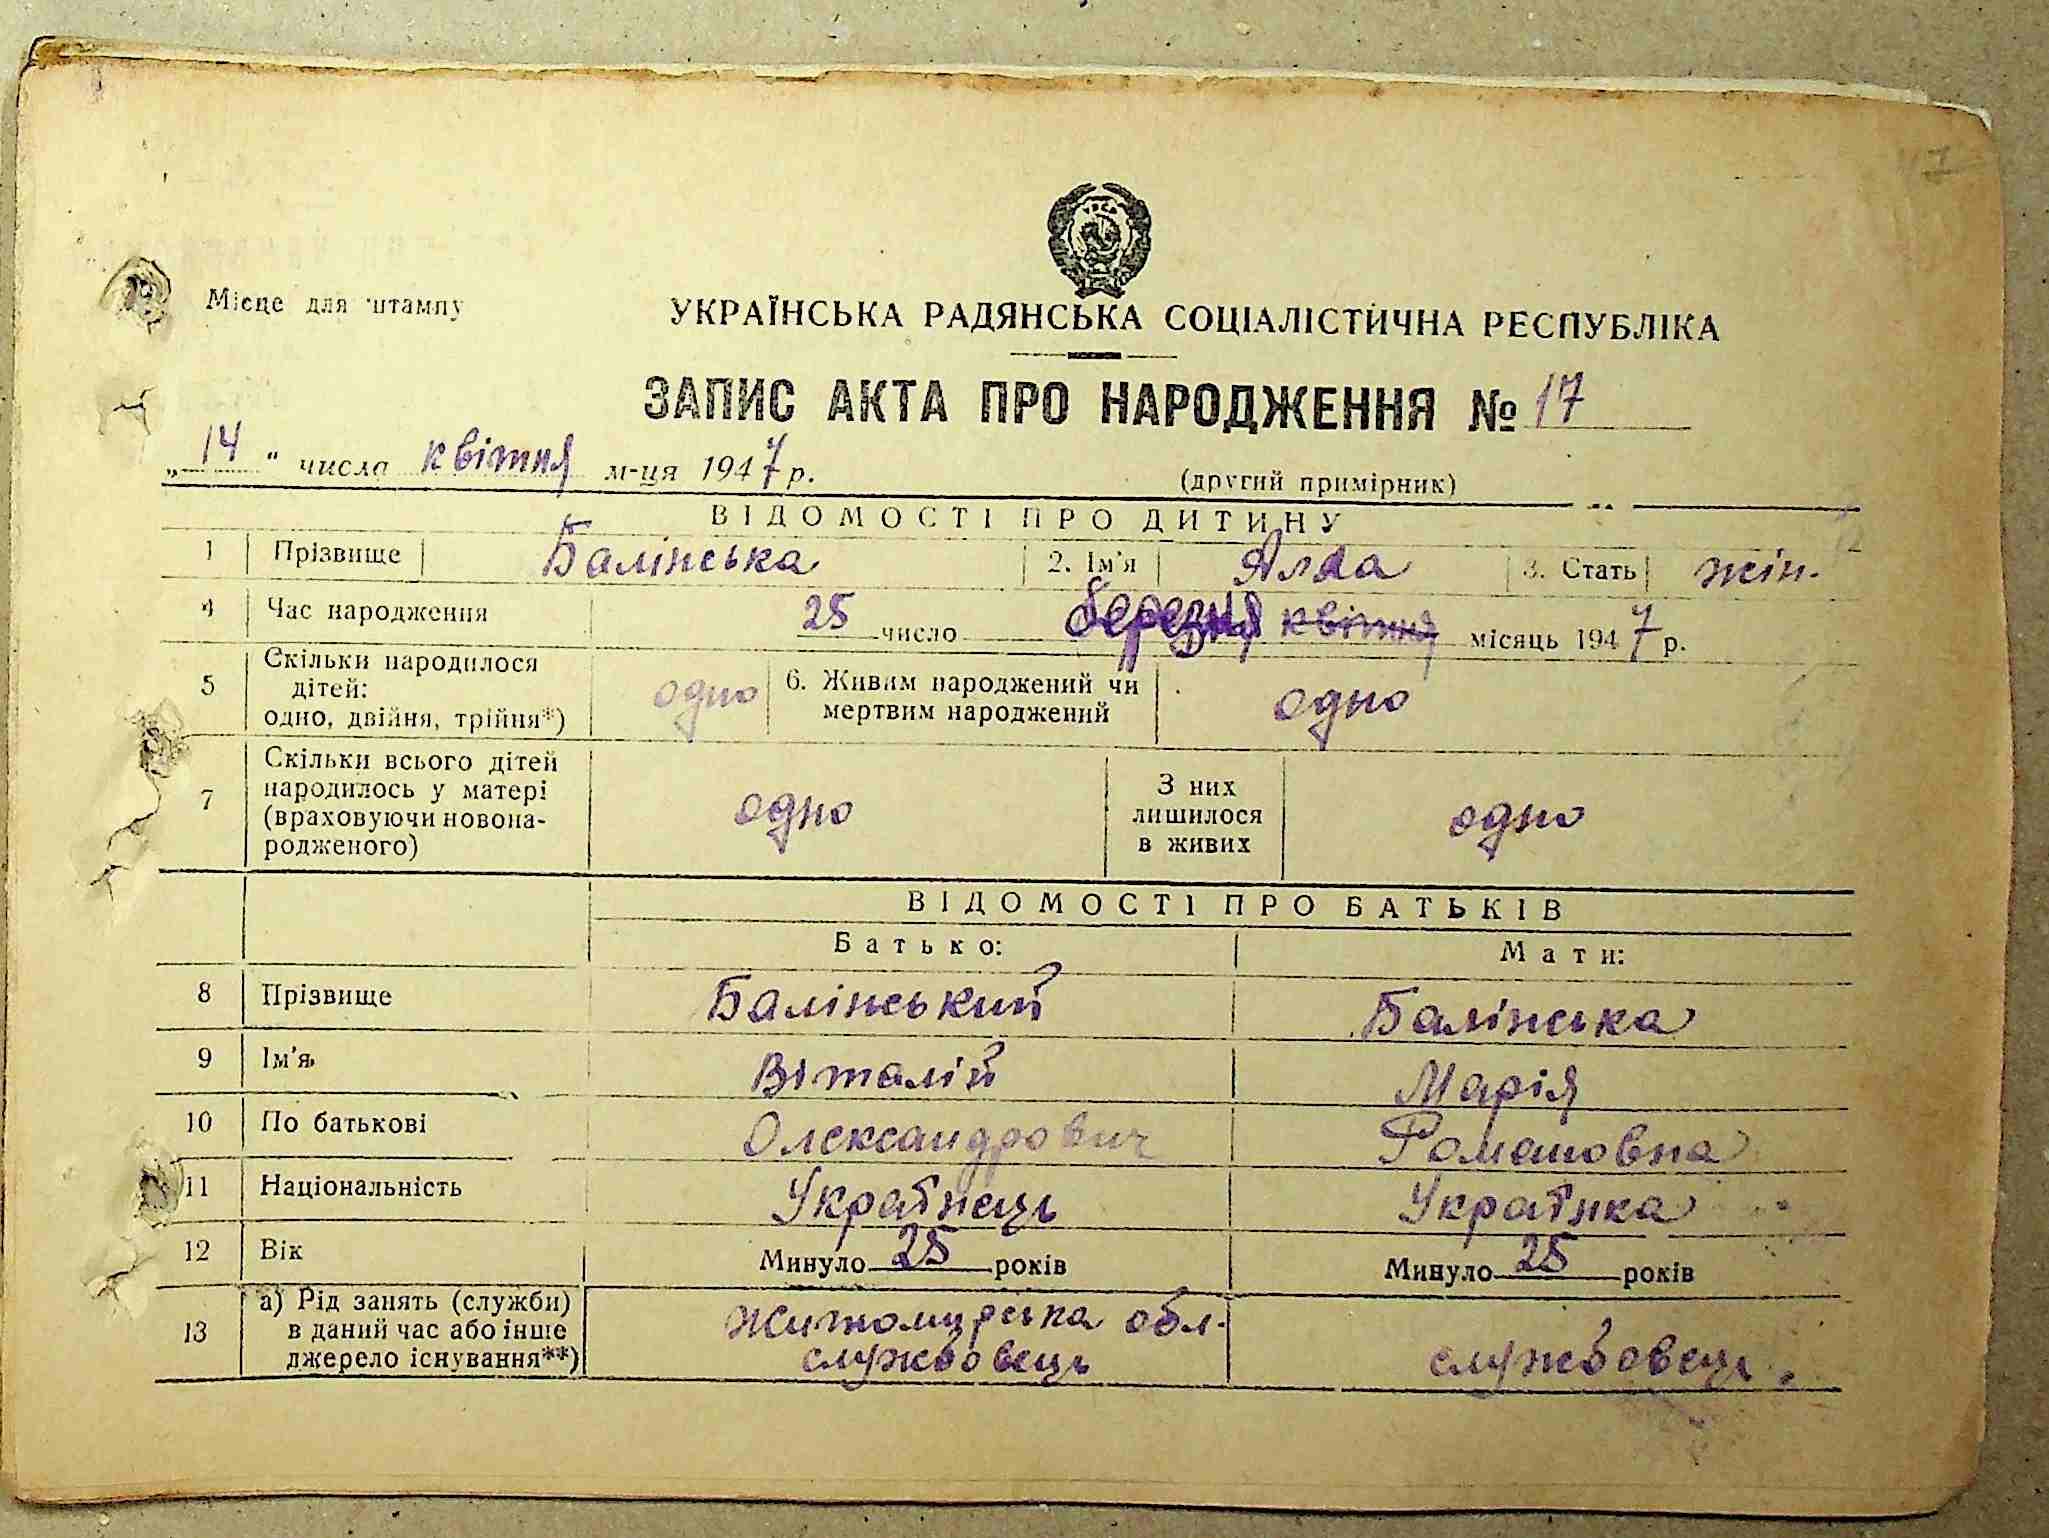 Місце для штампу
УКРАЇНСЬКА РАДЯНСЬКА СОЦІАЛІСТИЧНА РЕСПУБЛІКА
ЗАПИС АКТА ПРО НАРОДЖЕННЯ № 17
„14" числа квітня м-ця 1947 р.
(другий примірник)
ВІДОМОСТІ ПРО ДИТИНУ
1 Прізвище Балінська 2. Ім'я Алла 3. Стать жін.
4 Час народження 25 число березня квітня місяць 1947 р.
5 Скільки народилося дітей: одно, двійня, трійня*) одно 6. Живим народжений чи мертвим народжений одно
7 Скільки всього дітей народилось у матері (враховуючи новонародженого) одно З них лишилося в живих одно
ВІДОМОСТІ ПРО БАТЬКІВ
Батько: Мати:
8 Прізвище Балінський Балінська
9 Ім'я Віталій Марія
10 По батькові Олександрович Романовна
11 Національність Українець Українка
12 Вік Минуло 25 років Минуло 25 років
13 а) Рід занять (служби) в даний час або інше джерело існування**) Житомирська обл. службовець службовець.